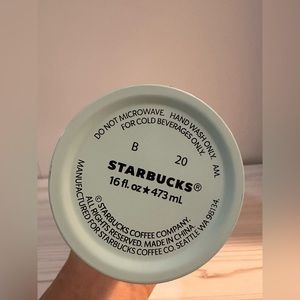 DO NOT MICROWAVE. HAND WASH ONLY. AM.
FOR COLD BEVERAGES ONLY.
B 20
STARBUCKS®
16 fl. oz ★ 473 mL
© STARBUCKS COFFEE COMPANY.
ALL RIGHTS RESERVED. MADE IN CHINA.
MANUFACTURED FOR STARBUCKS COFFEE CO. SEATTLE WA 98134.